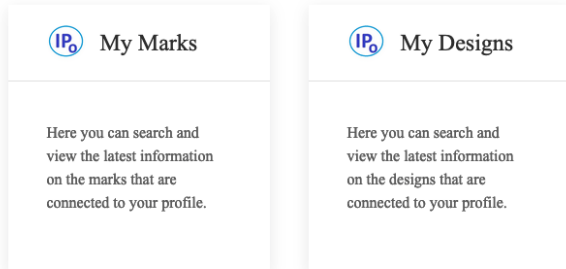 IPo My Marks
Here you can search and
view the latest information
on the marks that are
connected to your profile.
IPo My Designs
Here you can search and
view the latest information
on the designs that are
connected to your profile.